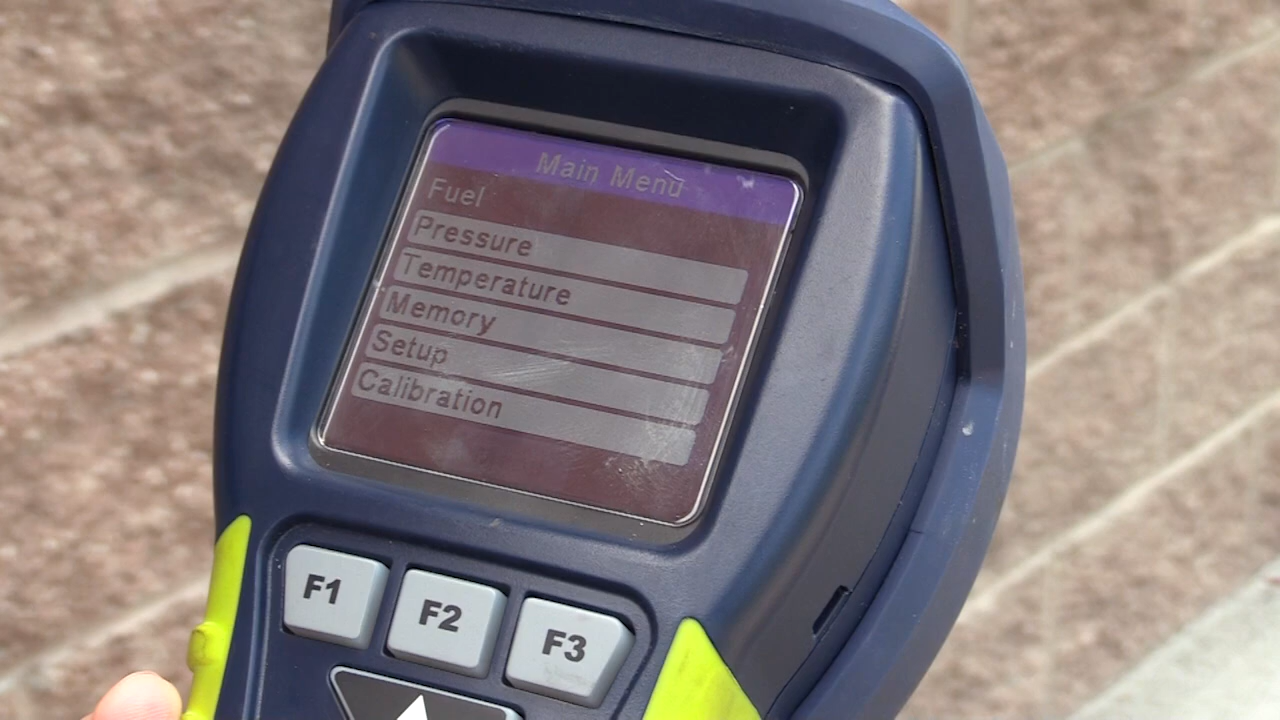 Main Menu
Fuel
Pressure
Temperature
Memory
Setup
Calibration
F1 F2 F3